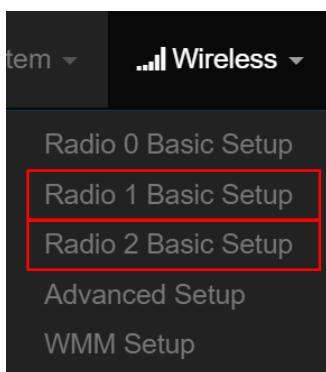 tem Wireless
Radio 0 Basic Setup
Radio 1 Basic Setup
Radio 2 Basic Setup
Advanced Setup
WMM Setup